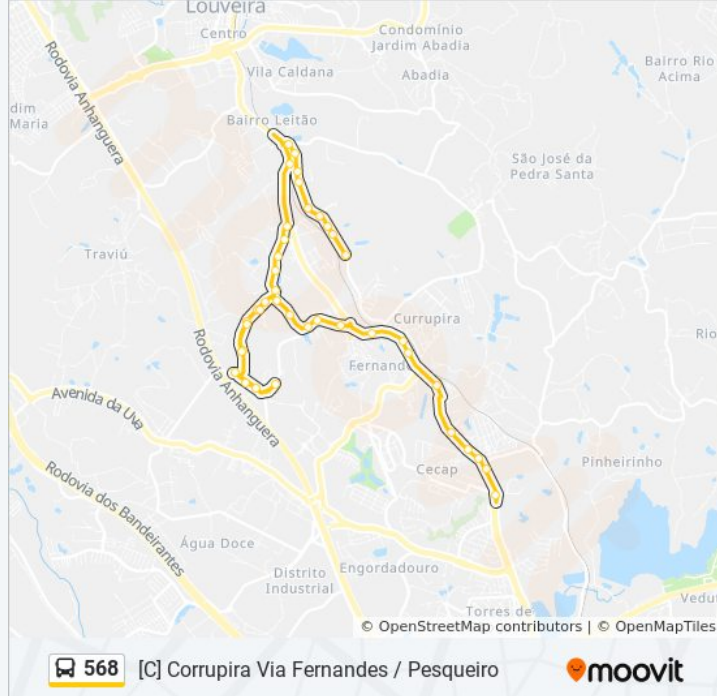 Louveira
Centro
Condomínio
Jardim Abadia
Vila Caldana
Abadia
Bairro Rio
Acima
Rodovia Anhanguera
dim
Maria
Bairro Leitão
São José da
Pedra Santa
Traviú
Currupira
Rio
Rodovia Anhanguera
Fernande
Avenida da Uva
Cecap
Pinheirinho
Rodovia dos Bandeirantes
Água Doce
Engordadouro
Distrito
Industrial
Vedu
Torres de
© OpenStreetMap contributors | © OpenMapTiles
568 [C] Corrupira Via Fernandes / Pesqueiro
moovit